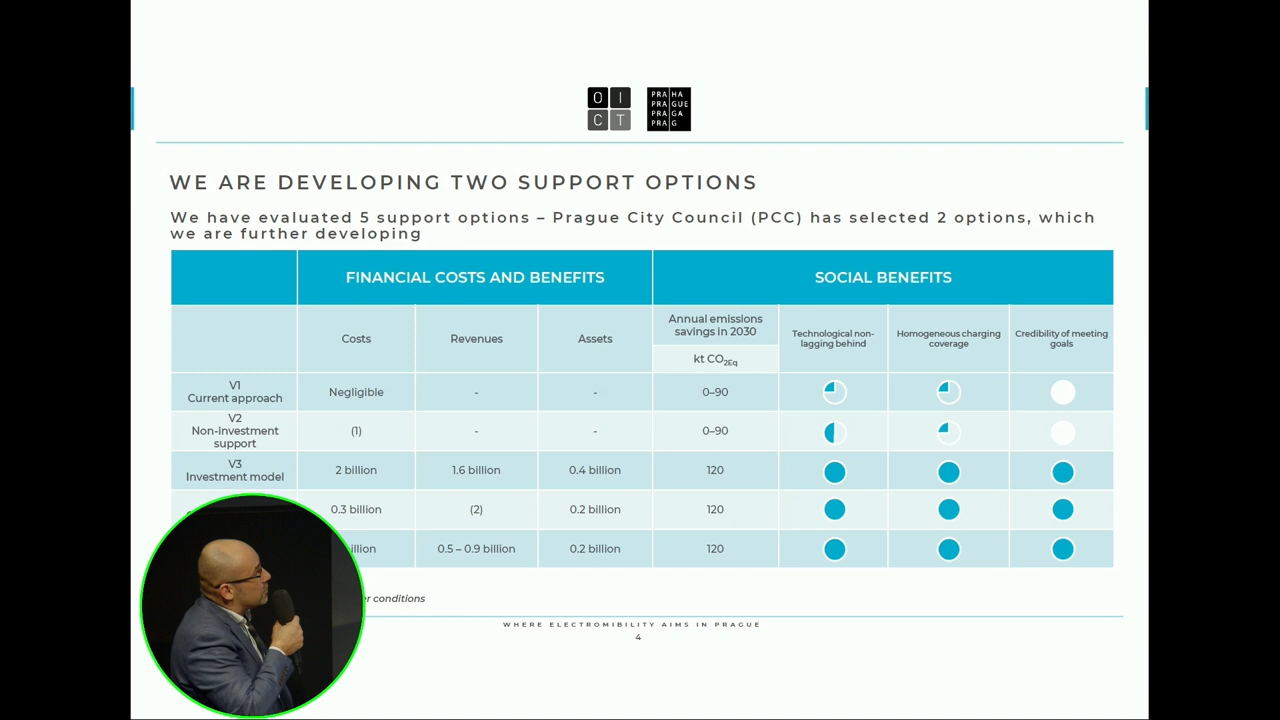 O I
C T
PRA HA
PRA GUE
PRA GA
PRA G
WE ARE DEVELOPING TWO SUPPORT OPTIONS
We have evaluated 5 support options – Prague City Council (PCC) has selected 2 options, which
we are further developing
FINANCIAL COSTS AND BENEFITS SOCIAL BENEFITS
Costs Revenues Assets
Annual emissions
savings in 2030
kt CO2Eq
Technological non-
lagging behind
Homogeneous charging
coverage
Credibility of meeting
goals
V1
Current approach
Negligible - - 0–90
V2
Non-investment
support
(1) - - 0–90
V3
Investment model
2 billion 1.6 billion 0.4 billion 120
0.3 billion (2) 0.2 billion 120
0.5 – 0.9 billion 0.2 billion 120
conditions
WHERE ELECTROMIBILITY AIMS IN PRAGUE
4